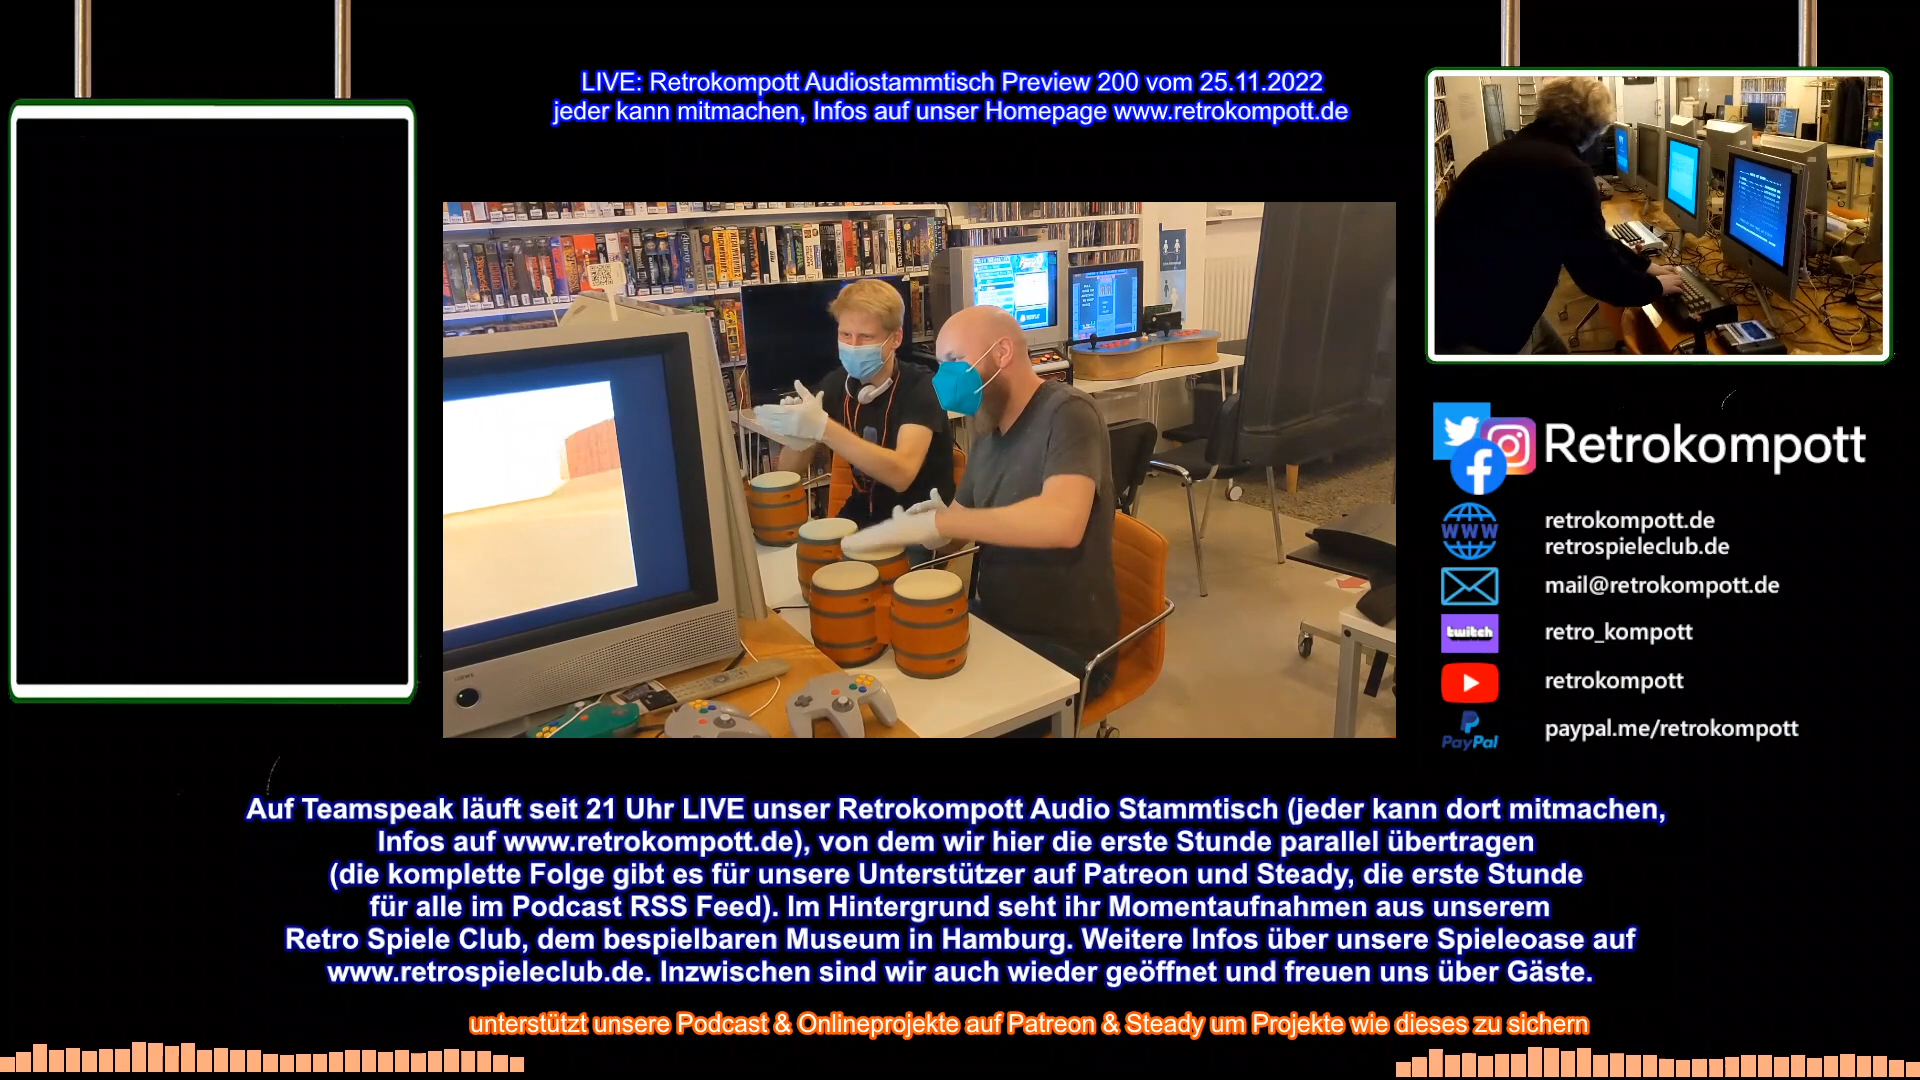 LIVE: Retrokompott Audiostammtisch Preview 200 vom 25.11.2022
jeder kann mitmachen, Infos auf unser Homepage www.retrokompott.de
Retrokompott
WWW
retrokompott.de
retrospieleclub.de
mail@retrokompott.de
twitch
retro_kompott
retrokompott
PayPal
paypal.me/retrokompott
Auf Teamspeak läuft seit 21 Uhr LIVE unser Retrokompott Audio Stammtisch (jeder kann dort mitmachen,
Infos auf www.retrokompott.de), von dem wir hier die erste Stunde parallel übertragen
(die komplette Folge gibt es für unsere Unterstützer auf Patreon und Steady, die erste Stunde
für alle im Podcast RSS Feed). Im Hintergrund seht ihr Momentaufnahmen aus unserem
Retro Spiele Club, dem bespielbaren Museum in Hamburg. Weitere Infos über unsere Spieleoase auf
www.retrospieleclub.de. Inzwischen sind wir auch wieder geöffnet und freuen uns über Gäste.
unterstützt unsere Podcast & Onlineprojekte auf Patreon & Steady um Projekte wie dieses zu sichern